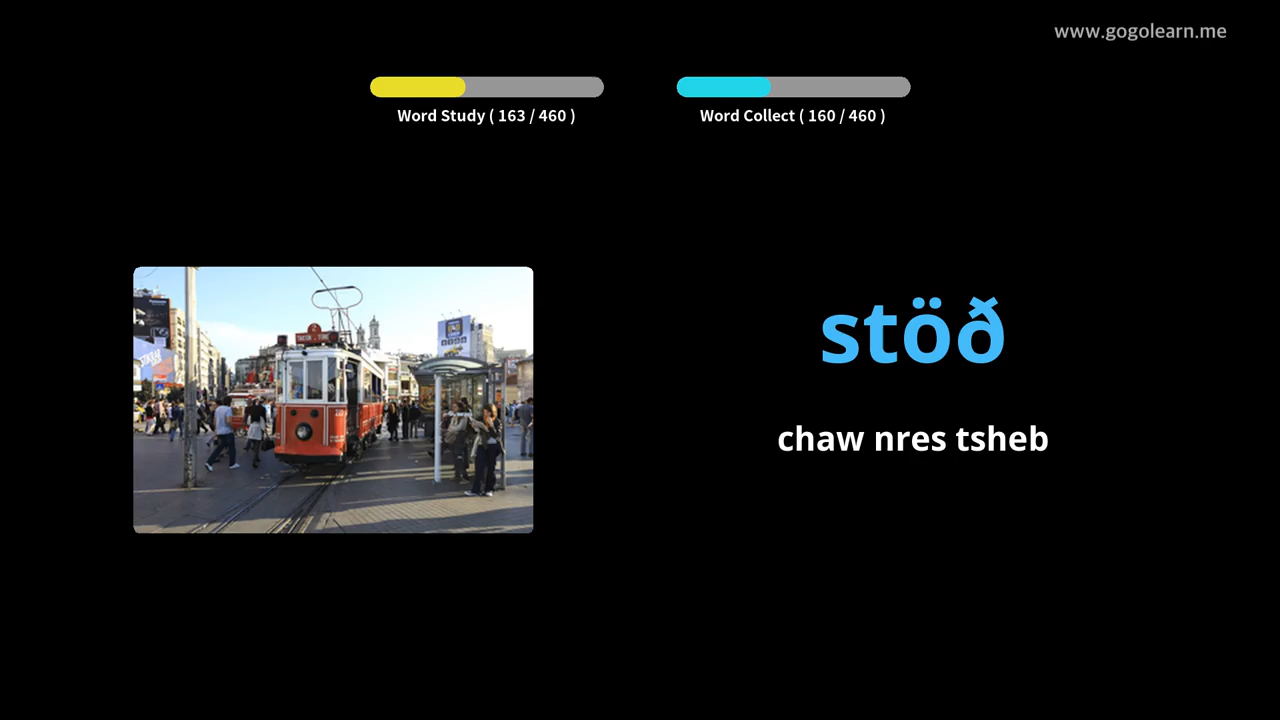 www.gogolearn.me
Word Study ( 163 / 460 )
Word Collect ( 160 / 460 )
stöð
chaw nres tsheb